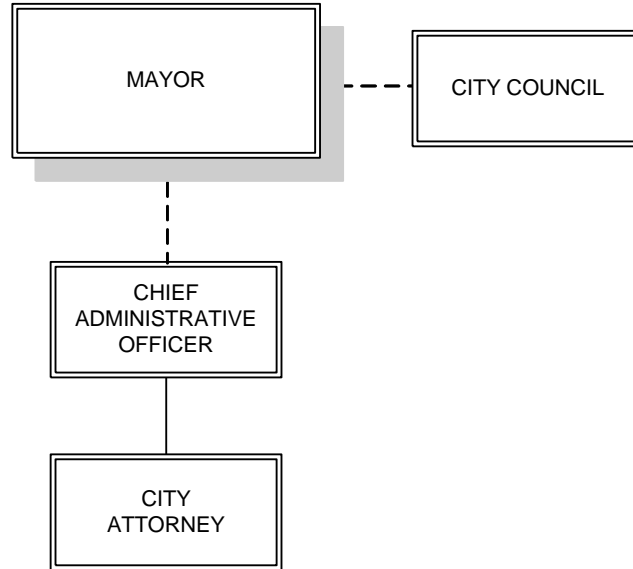 MAYOR
CITY COUNCIL
CHIEF
ADMINISTRATIVE
OFFICER
CITY
ATTORNEY